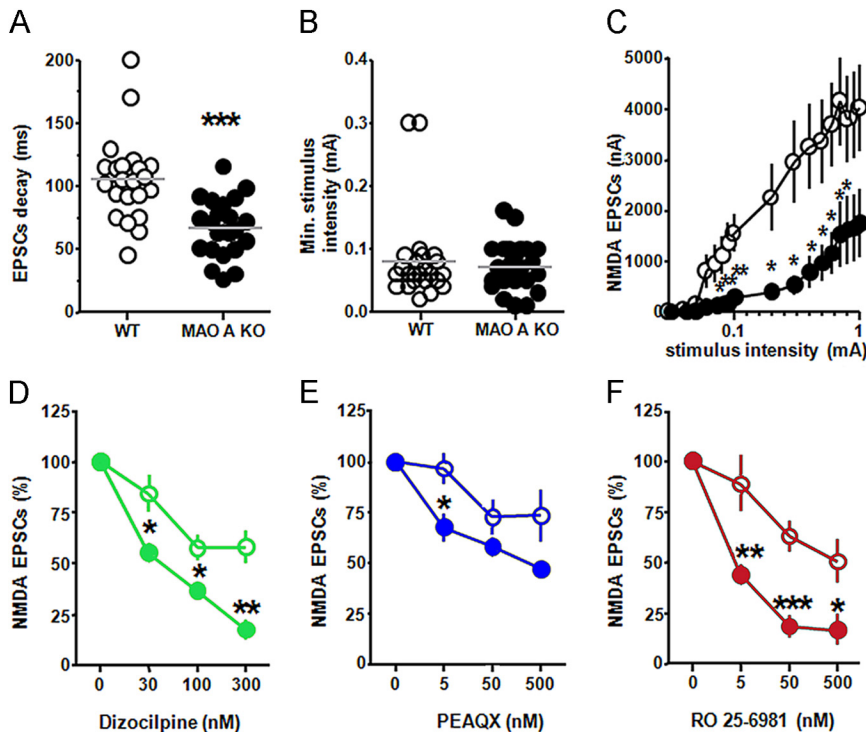 A
EPSCs decay (ms)
200
150
100
50
0
***
WT
MAO A KO
B
Min. stimulus
intensity (mA)
0.4
0.3
0.2
0.1
0.0
WT
MAO A KO
C
NMDA EPSCs (nA)
5000
4000
3000
2000
1000
0
* * * ** * * * * * * *
0.1
1
stimulus intensity (mA)
D
NMDA EPSCs (%)
125
100
75
50
25
0
*
*
**
0
30
100
300
Dizocilpine (nM)
E
NMDA EPSCs (%)
125
100
75
50
25
0
*
0
5
50
500
PEAQX (nM)
F
NMDA EPSCs (%)
125
100
75
50
25
0
**
***
*
0
5
50
500
RO 25-6981 (nM)